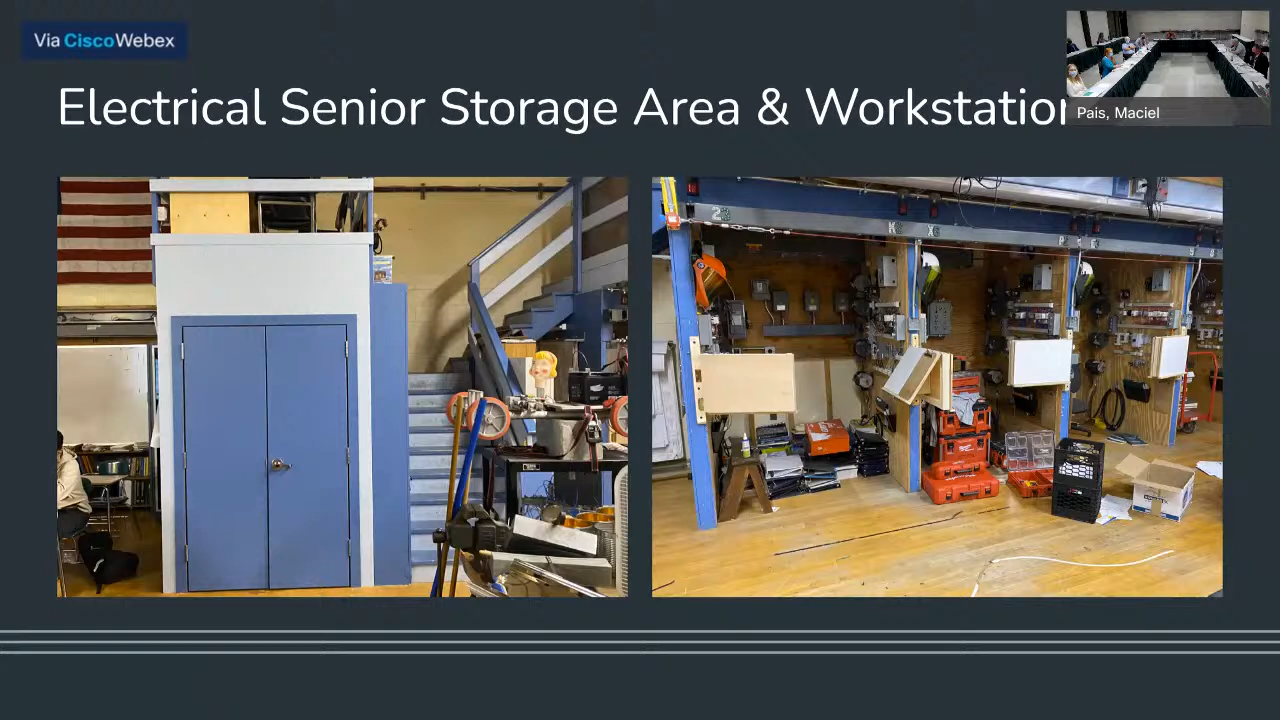 Via CiscoWebex
Electrical Senior Storage Area & Workstation
Pais, Maciel